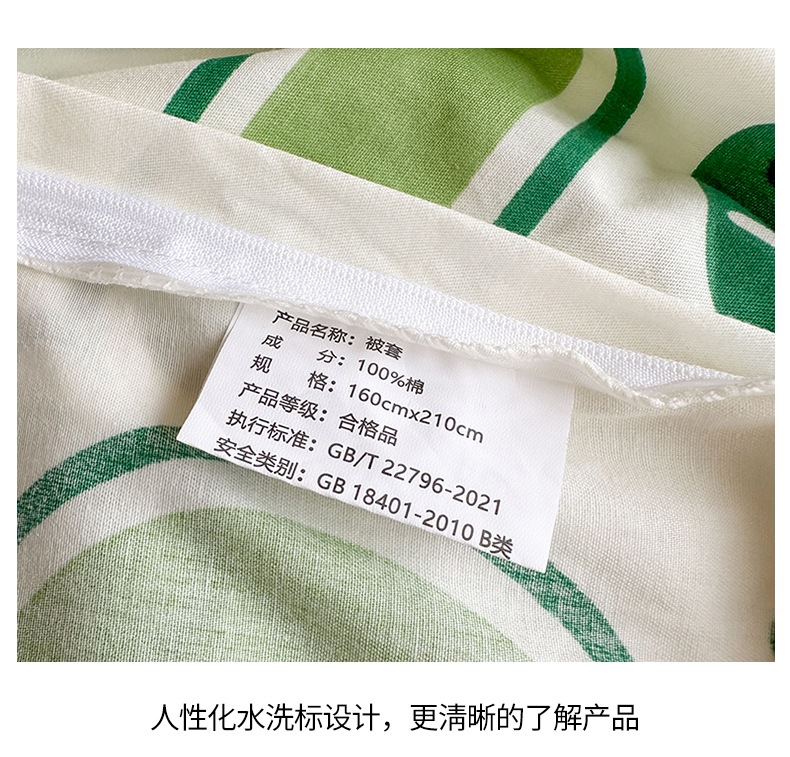 产品名称：被套
成 分：100%棉
规 格：160cmx210cm
产品等级：合格品
执行标准：GB/T 22796-2021
安全类别：GB 18401-2010 B类
人性化水洗标设计，更清晰的了解产品